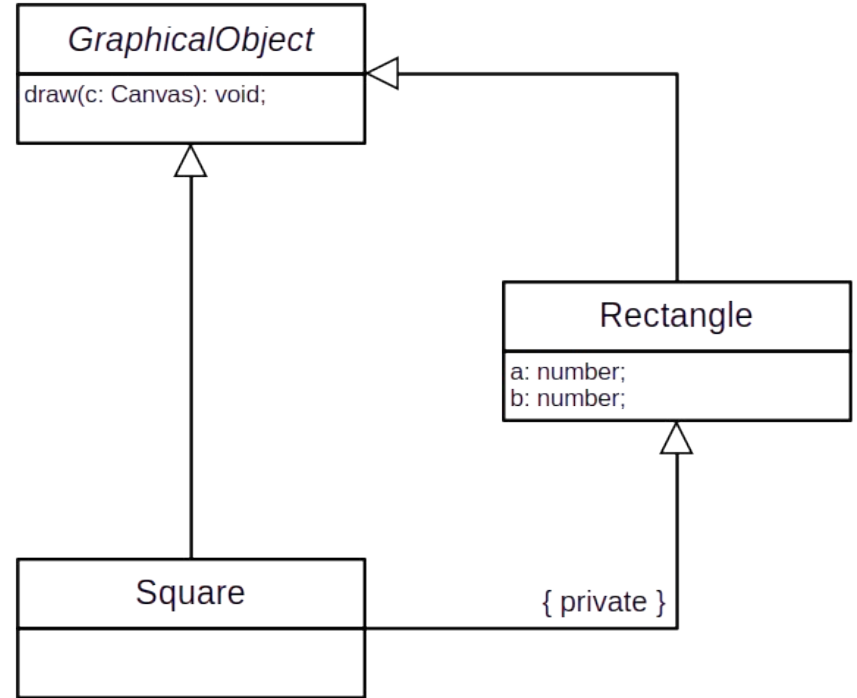 GraphicalObject
draw(c: Canvas): void;
Rectangle
a: number;
b: number;
Square
{ private }